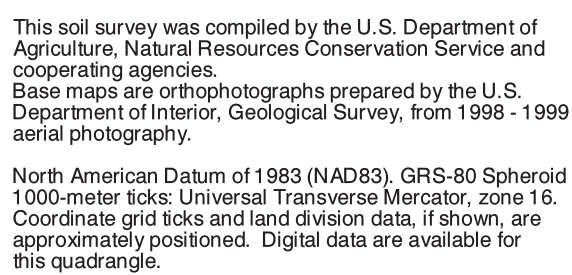 This soil survey was compiled by the U.S. Department of
Agriculture, Natural Resources Conservation Service and
cooperating agencies.
Base maps are orthophotographs prepared by the U.S.
Department of Interior, Geological Survey, from 1998 - 1999
aerial photography.
North American Datum of 1983 (NAD83). GRS-80 Spheroid
1000-meter ticks: Universal Transverse Mercator, zone 16.
Coordinate grid ticks and land division data, if shown, are
approximately positioned.  Digital data are available for
this quadrangle.